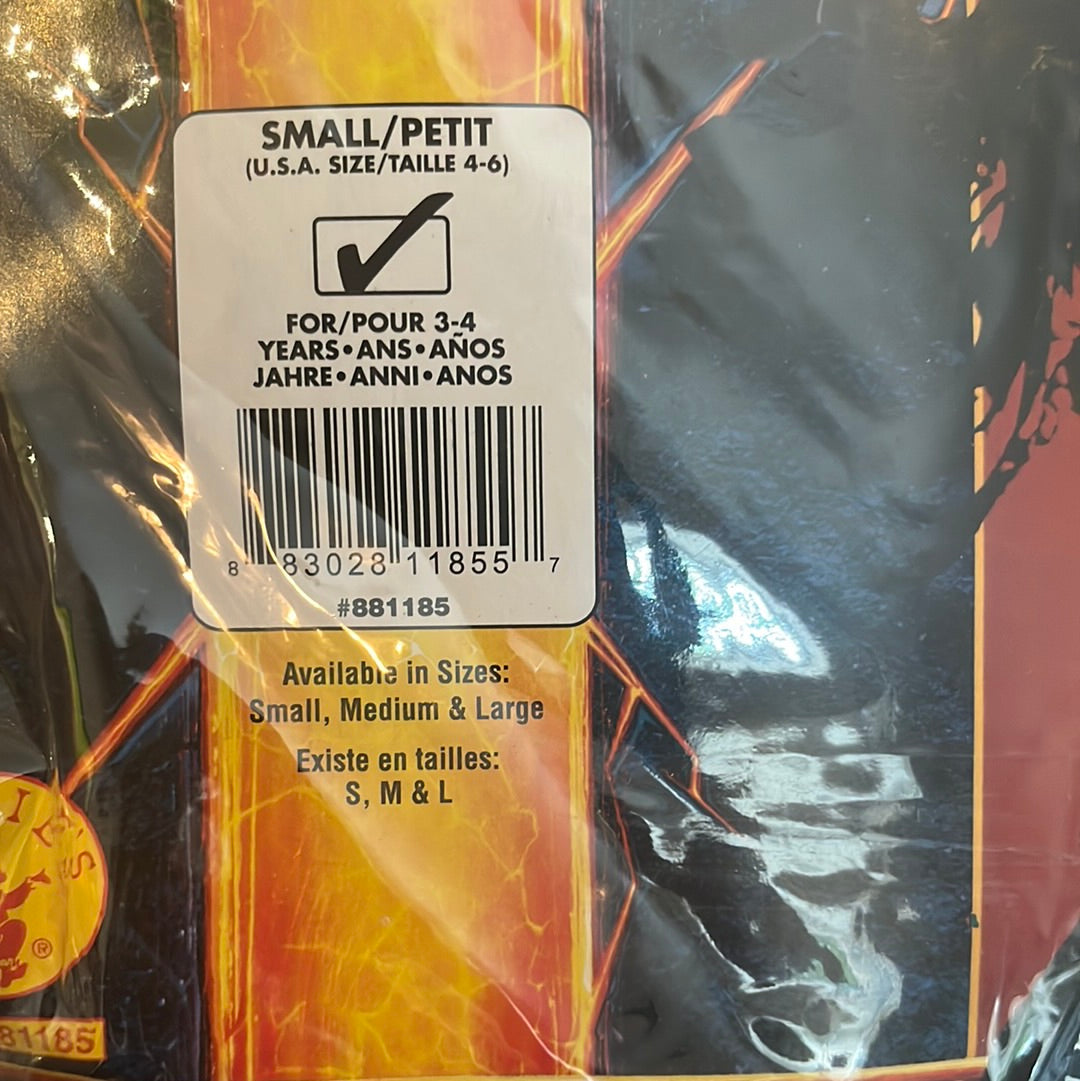 SMALL/PETIT
(U.S.A. SIZE/TAILLE 4-6)
FOR/POUR 3-4
YEARS•ANS•AÑOS
JAHRE•ANNI•ANOS
8 83028 11855 7
#881185
Available in Sizes:
Small, Medium & Large
Existe en tailles:
S, M & L
®
81185